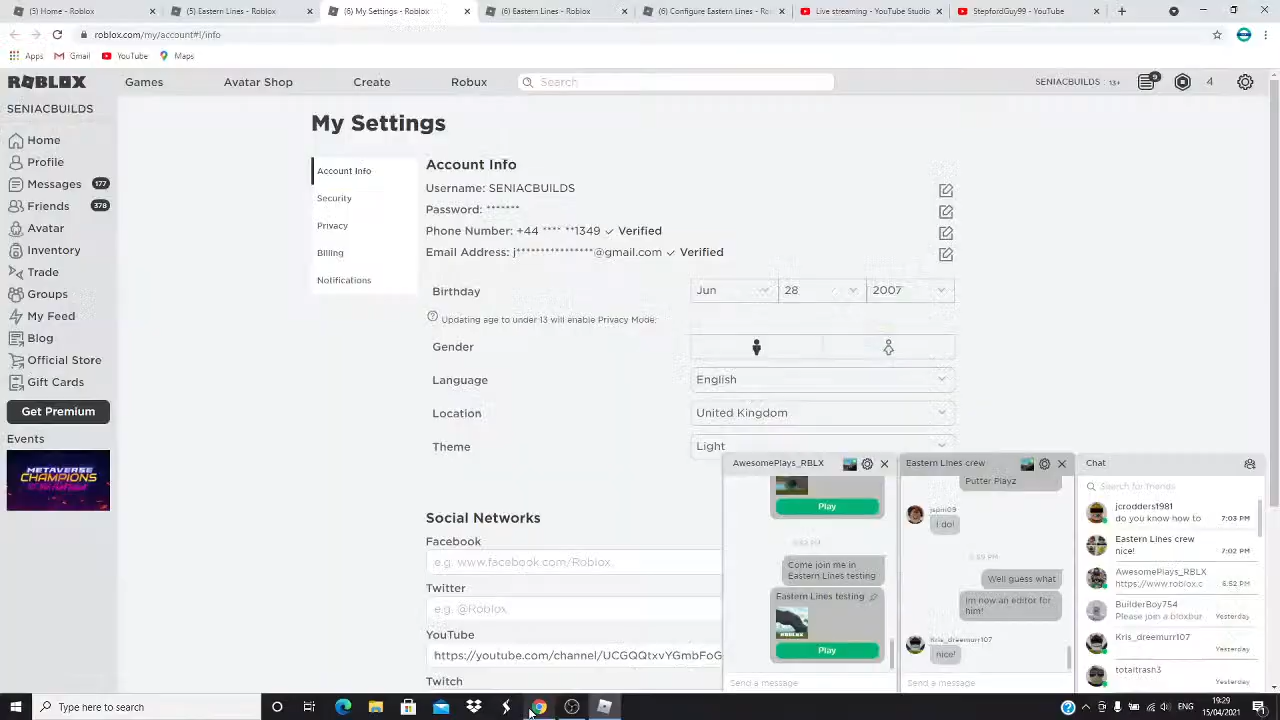 (5) Home - Roblox
(5) Eastern Lines - Roblox
(6) My Settings - Roblox
(6) Eastern Lines - Roblox
(6) Configure Eastern Lines - Rob
Live streaming - YouTube Studio
StepfordGuy99 - YouTube
roblox.com/my/account#!/info
Apps
Gmail
YouTube
Maps
ROBLOX
Games
Avatar Shop
Create
Robux
Search
SENIACBUILDS : 13+
9
4
SENIACBUILDS
Home
Profile
Messages 177
Friends 378
Avatar
Inventory
Trade
Groups
My Feed
Blog
Official Store
Gift Cards
Get Premium
Events
METAVERSE
CHAMPIONS
My Settings
Account Info
Security
Privacy
Billing
Notifications
Account Info
Username: SENIACBUILDS
Password: *******
Phone Number: +44 **** **1349 ✓ Verified
Email Address: j****************@gmail.com ✓ Verified
Birthday
Jun
28
2007
Updating age to under 13 will enable Privacy Mode.
Gender
Language
English
Location
United Kingdom
Theme
Light
Social Networks
Facebook
e.g. www.facebook.com/Roblox
Twitter
e.g. @Roblox
YouTube
https://youtube.com/channel/UCGQQtxvYGmbFoG
Twitch
AwesomePlays_RBLX
Play
Come join me in
Eastern Lines testing
Eastern Lines testing
ROBLOX
Play
Send a message
Eastern Lines crew
Putter Playz
I do!
Well guess what
Im now an editor for
him!
Kris_dreemurr107
nice!
Send a message
Chat
Search for friends
jcrodders1981
do you know how to 7:03 PM
Eastern Lines crew
nice! 7:02 PM
AwesomePlays_RBLX
https://www.roblox.c 6:52 PM
BuilderBoy754
Please join a.bloxbur Yesterday
Kris_dreemurr107
Yesterday
totaltrash3
Yesterday
Type here to search
19:29
15/04/2021